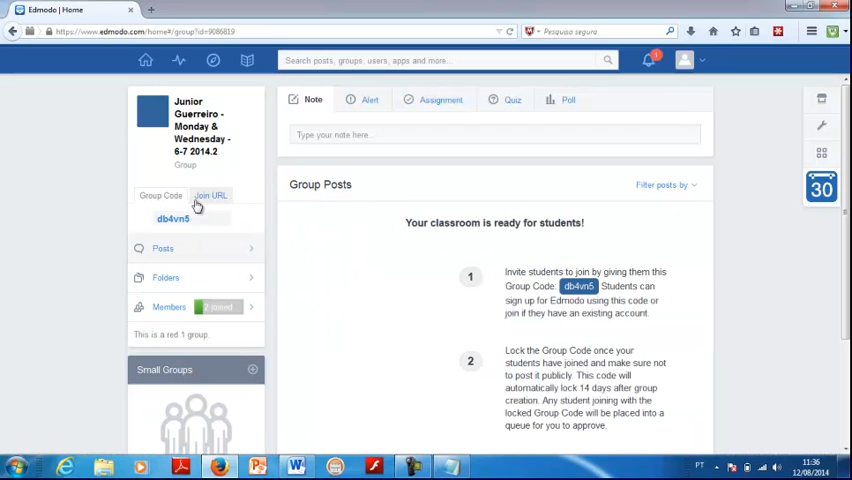 Edmodo | Home
https://www.edmodo.com/home#/group?id=9086819
Pesquisa segura
Search posts, groups, users, apps and more...
1
Junior
Guerreiro -
Monday &
Wednesday -
6-7 2014.2
Group
Group Code
Join URL
db4vn5
Posts
Folders
Members
2 joined
This is a red 1 group.
Small Groups
Note
Alert
Assignment
Quiz
Poll
Type your note here...
Group Posts
Filter posts by
Your classroom is ready for students!
1
Invite students to join by giving them this
Group Code: db4vn5 Students can
sign up for Edmodo using this code or
join if they have an existing account.
2
Lock the Group Code once your
students have joined and make sure not
to post it publicly. This code will
automatically lock 14 days after group
creation. Any student joining with the
locked Group Code will be placed into a
queue for you to approve.
30
PT
11:36
12/08/2014